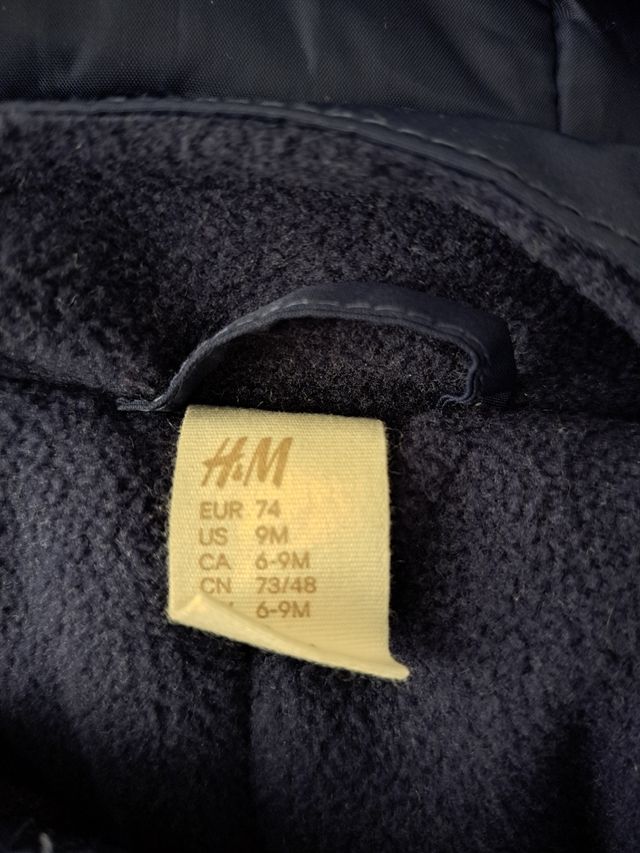 H&M
EUR 74
US 9M
CA 6-9M
CN 73/48
6-9M